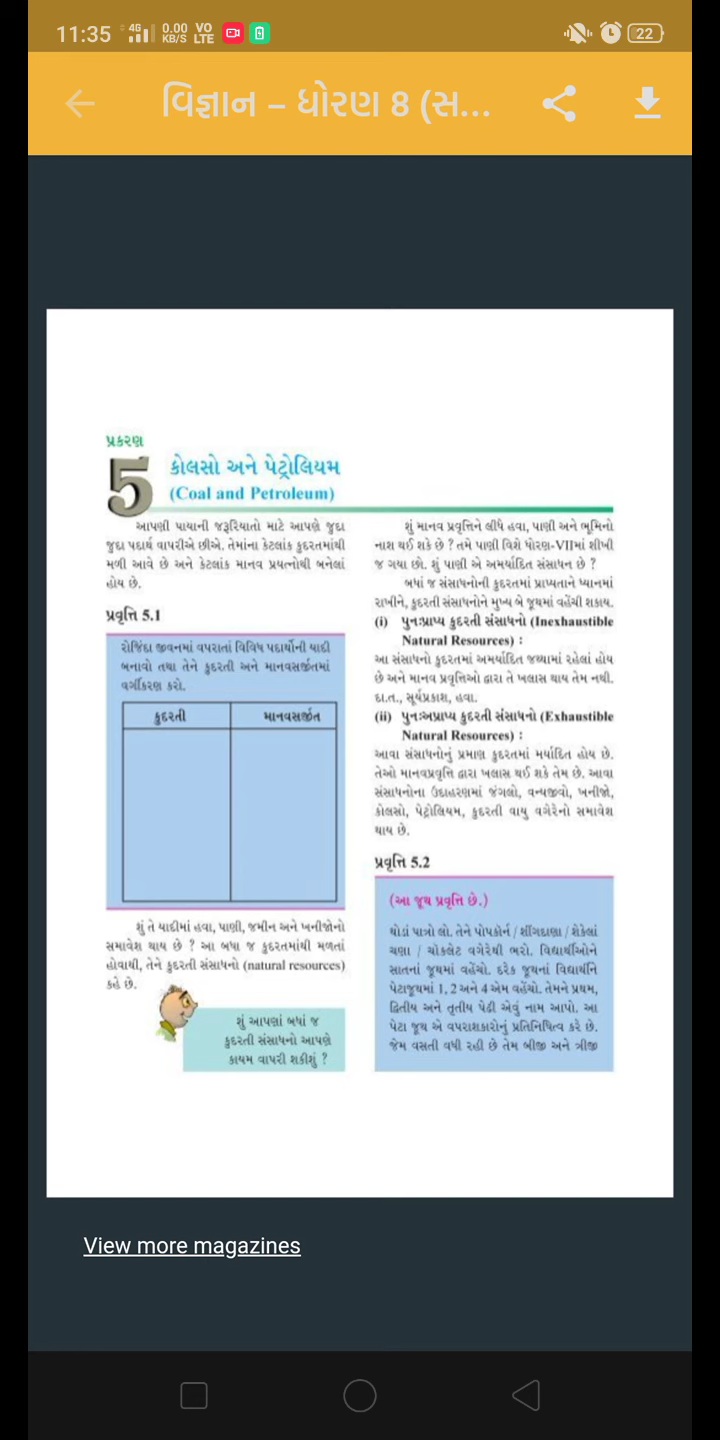 11:35
4G
0.00
KB/S
VO
LTE
22
વિજ્ઞાન – ધોરણ 8 (સ...
પ્રકરણ
5
કોલસો અને પેટ્રોલિયમ
(Coal and Petroleum)
આપણી પાયાની જરૂરિયાતો માટે આપણે જુદા
જુદા પદાર્થ વાપરીએ છીએ. તેમાંના કેટલાંક કુદરતમાંથી
મળી આવે છે અને કેટલાંક માનવ પ્રયત્નોથી બનેલાં
હોય છે.
પ્રવૃત્તિ 5.1
રોજિંદા જીવનમાં વપરાતાં વિવિધ પદાર્થોની યાદી
બનાવો તથા તેને કુદરતી અને માનવસર્જીતમાં
વર્ગીકરણ કરો.
કુદરતી માનવસર્જીત
શું તે યાદીમાં હવા, પાણી, જમીન અને ખનીજોનો
સમાવેશ થાય છે ? આ બધા જ કુદરતમાંથી મળતાં
હોવાથી, તેને કુદરતી સંસાધનો (natural resources)
કહે છે.
શું આપણાં બધાં જ
કુદરતી સંસાધનો આપણે
કાયમ વાપરી શકીશું ?
શું માનવ પ્રવૃત્તિને લીધે હવા, પાણી અને ભૂમિનો
નાશ થઈ શકે છે ? તમે પાણી વિશે ધોરણ-VIIમાં શીખી
જ ગયા છો. શું પાણી એ અમર્યાદિત સંસાધન છે ?
બધાં જ સંસાધનોની કુદરતમાં પ્રાપ્યતાને ધ્યાનમાં
રાખીને, કુદરતી સંસાધનોને મુખ્ય બે જૂથમાં વહેંચી શકાય.
(i) પુનઃપ્રાપ્ય કુદરતી સંસાધનો (Inexhaustible
Natural Resources) :
આ સંસાધનો કુદરતમાં અમર્યાદિત જથ્થામાં રહેલાં હોય
છે અને માનવ પ્રવૃત્તિઓ દ્વારા તે ખલાસ થાય તેમ નથી.
દા.ત., સૂર્યપ્રકાશ, હવા.
(ii) પુનઃઅપ્રાપ્ય કુદરતી સંસાધનો (Exhaustible
Natural Resources) :
આવા સંસાધનોનું પ્રમાણ કુદરતમાં મર્યાદિત હોય છે.
તેઓ માનવપ્રવૃત્તિ દ્વારા ખલાસ થઈ શકે તેમ છે. આવા
સંસાધનોના ઉદાહરણમાં જંગલો, વન્યજીવો, ખનીજો,
કોલસો, પેટ્રોલિયમ, કુદરતી વાયુ વગેરેનો સમાવેશ
થાય છે.
પ્રવૃત્તિ 5.2
(આ જૂથ પ્રવૃત્તિ છે.)
થોડાં પાત્રો લો. તેને પોપકોર્ન / શીંગદાણા / શેકેલાં
ચણા / ચોકલેટ વગેરેથી ભરો. વિદ્યાર્થીઓને
સાતનાં જૂથમાં વહેંચો. દરેક જૂથનાં વિદ્યાર્થીને
પેટાજૂથમાં 1, 2 અને 4 એમ વહેંચો. તેમને પ્રથમ,
દ્વિતીય અને તૃતીય પેઢી એવું નામ આપો. આ
પેટા જૂથ એ વપરાશકારોનું પ્રતિનિધિત્વ કરે છે.
જેમ વસતી વધી રહી છે તેમ બીજી અને ત્રીજી
View more magazines